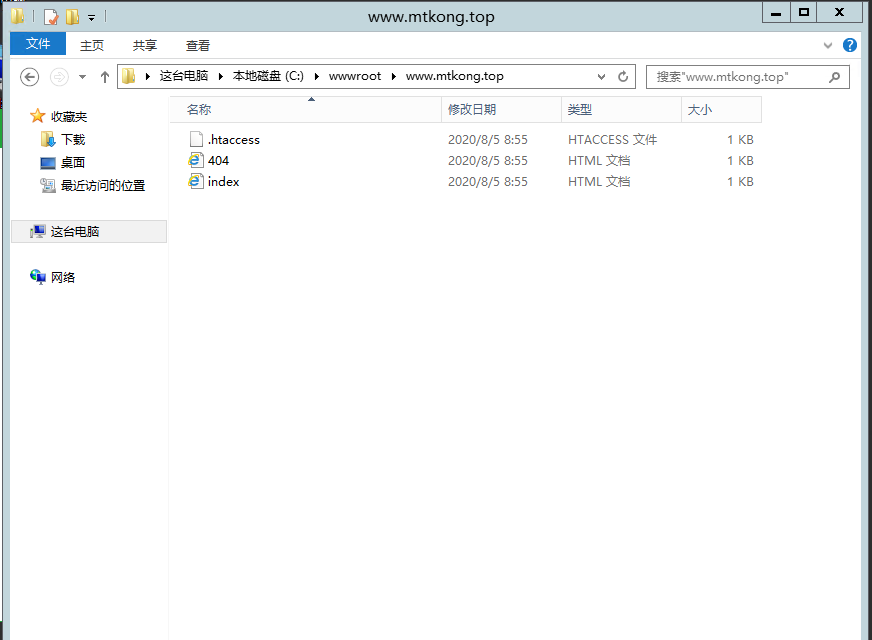 www.mtkong.top
文件 主页 共享 查看
这台电脑 本地磁盘 (C:) wwwroot www.mtkong.top 搜索"www.mtkong.top"
名称 修改日期 类型 大小
收藏夹
下载
桌面
最近访问的位置
这台电脑
网络
.htaccess 2020/8/5 8:55 HTACCESS 文件 1 KB
404 2020/8/5 8:55 HTML 文档 1 KB
index 2020/8/5 8:55 HTML 文档 1 KB